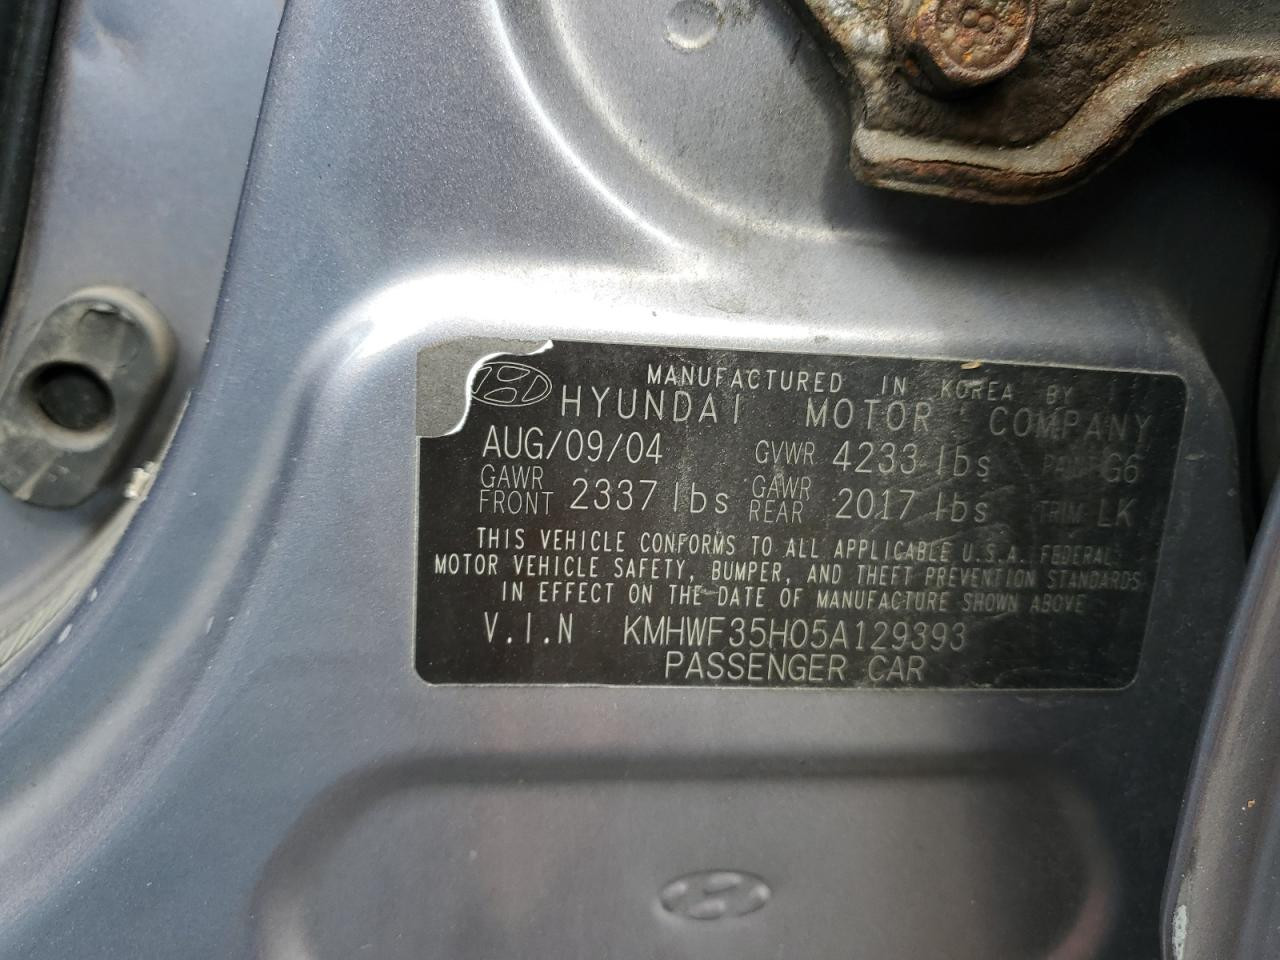 MANUFACTURED IN KOREA BY
HYUNDAI MOTOR COMPANY
AUG/09/04 GVWR 4233 lbs PAINT G6
GAWR FRONT 2337 lbs GAWR REAR 2017 lbs TRIM LK
THIS VEHICLE CONFORMS TO ALL APPLICABLE U.S.A. FEDERAL
MOTOR VEHICLE SAFETY, BUMPER, AND THEFT PREVENTION STANDARDS
IN EFFECT ON THE DATE OF MANUFACTURE SHOWN ABOVE
V.I.N KMHWF35H05A129393
PASSENGER CAR